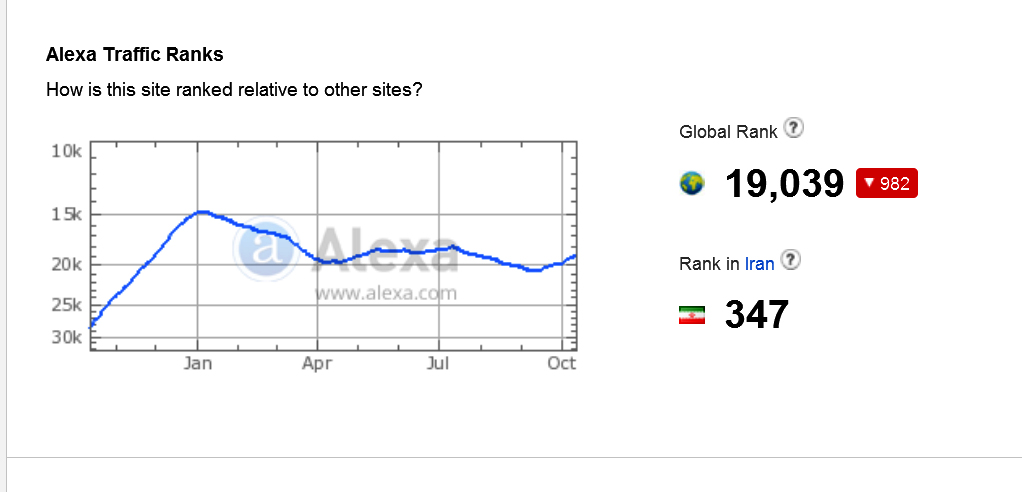 Alexa Traffic Ranks
How is this site ranked relative to other sites?
Global Rank ?
19,039 ▼ 982
Rank in Iran ?
347
10k
15k
20k
25k
30k
a Alexa
www.alexa.com
Jan Apr Jul Oct